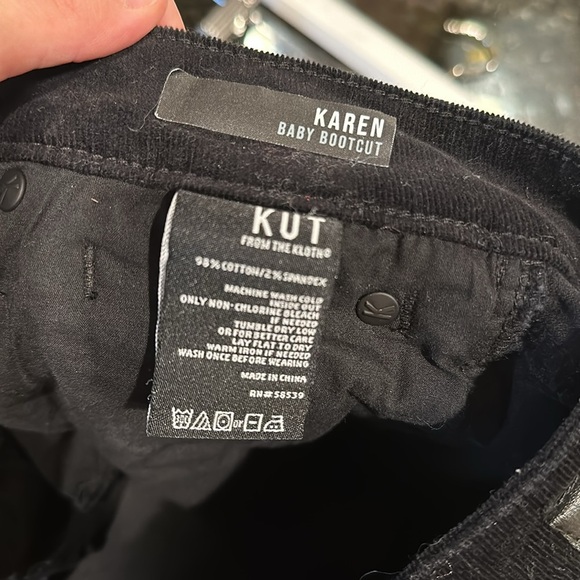 KAREN
BABY BOOTCUT
KUT
FROM THE KLOTH®
98% COTTON/2% SPANDEX
MACHINE WASH COLD
INSIDE OUT
ONLY NON-CHLORINE BLEACH
IF NEEDED
TUMBLE DRY LOW
OR FOR BETTER CARE
LAY FLAT TO DRY
WARM IRON IF NEEDED
WASH ONCE BEFORE WEARING
MADE IN CHINA
RN# 58539
or